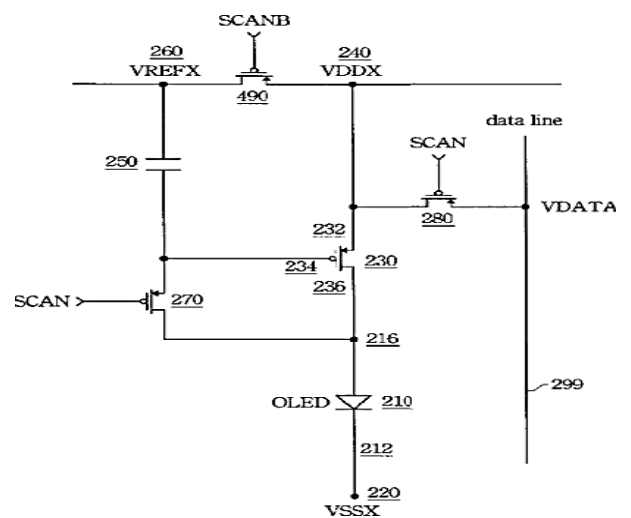 SCANB
260
VREFX
240
VDDX
490
data line
SCAN
250
280
VDATA
232
234
230
236
SCAN
270
216
299
OLED
210
212
220
VSSX